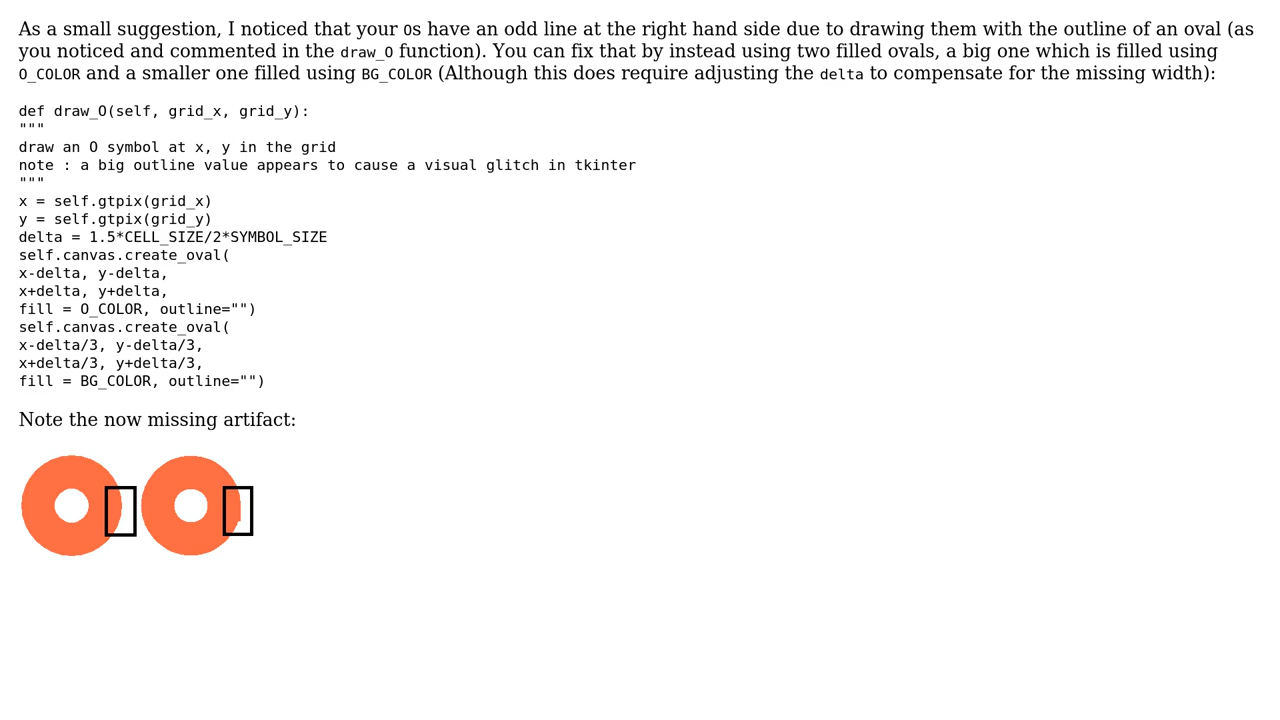 As a small suggestion, I noticed that your Os have an odd line at the right hand side due to drawing them with the outline of an oval (as
you noticed and commented in the draw_O function). You can fix that by instead using two filled ovals, a big one which is filled using
O_COLOR and a smaller one filled using BG_COLOR (Although this does require adjusting the delta to compensate for the missing width):
def draw_O(self, grid_x, grid_y):
"""
draw an O symbol at x, y in the grid
note : a big outline value appears to cause a visual glitch in tkinter
"""
x = self.gtpix(grid_x)
y = self.gtpix(grid_y)
delta = 1.5*CELL_SIZE/2*SYMBOL_SIZE
self.canvas.create_oval(
x-delta, y-delta,
x+delta, y+delta,
fill = O_COLOR, outline="")
self.canvas.create_oval(
x-delta/3, y-delta/3,
x+delta/3, y+delta/3,
fill = BG_COLOR, outline="")
Note the now missing artifact: